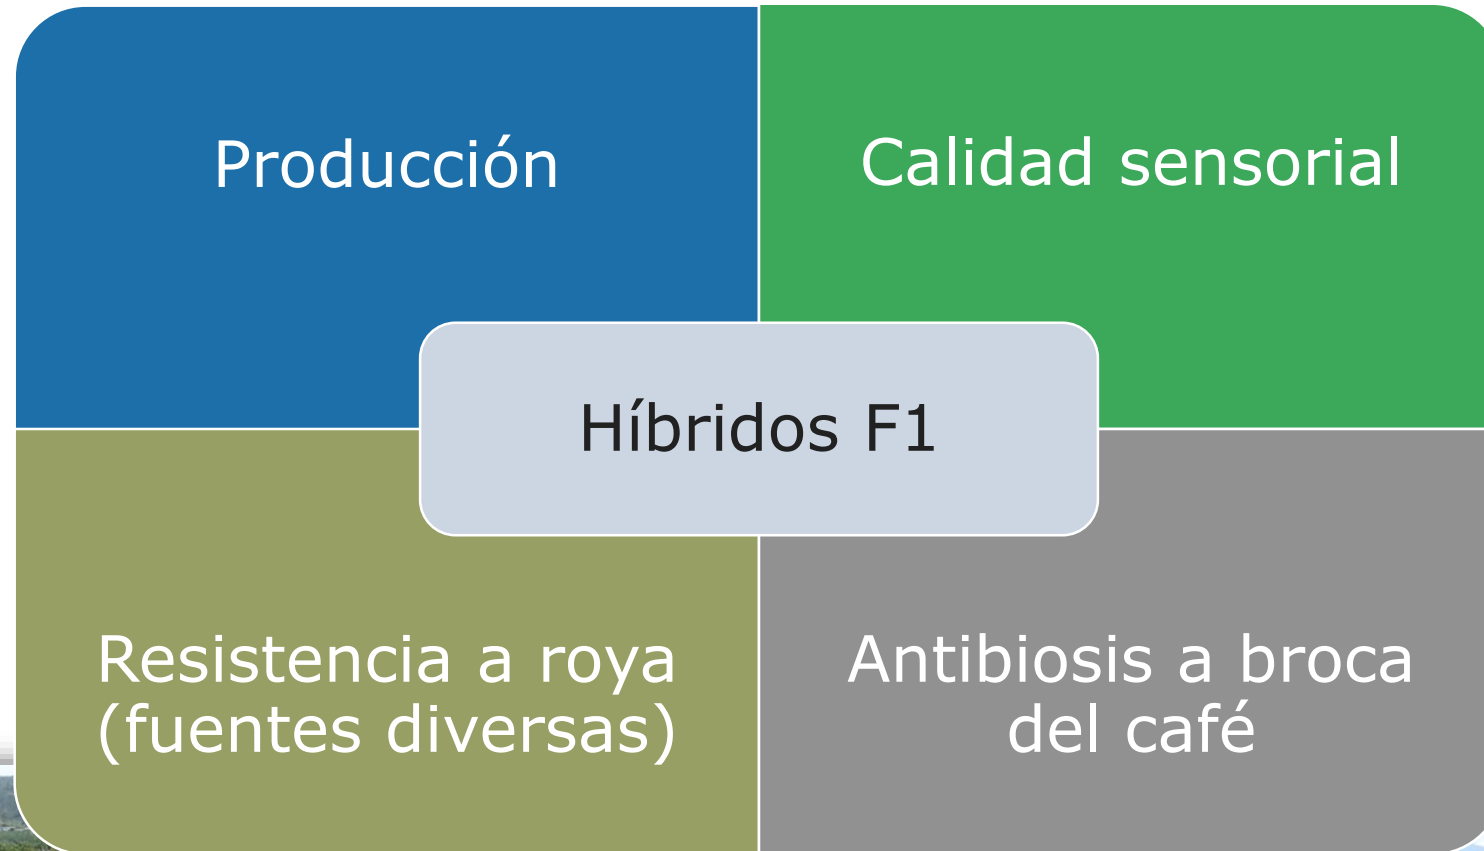 Producción
Calidad sensorial
Híbridos F1
Resistencia a roya
(fuentes diversas)
Antibiosis a broca
del café